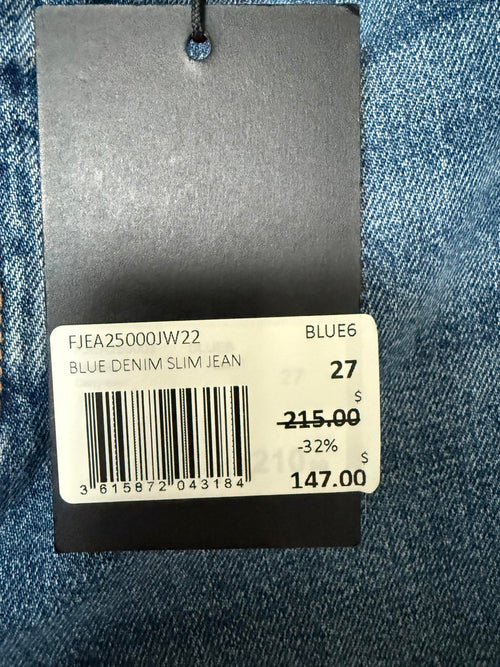 FJEA25000JW22 BLUE6
BLUE DENIM SLIM JEAN 27
$
215.00
-32%
$
147.00
3 615872 043184